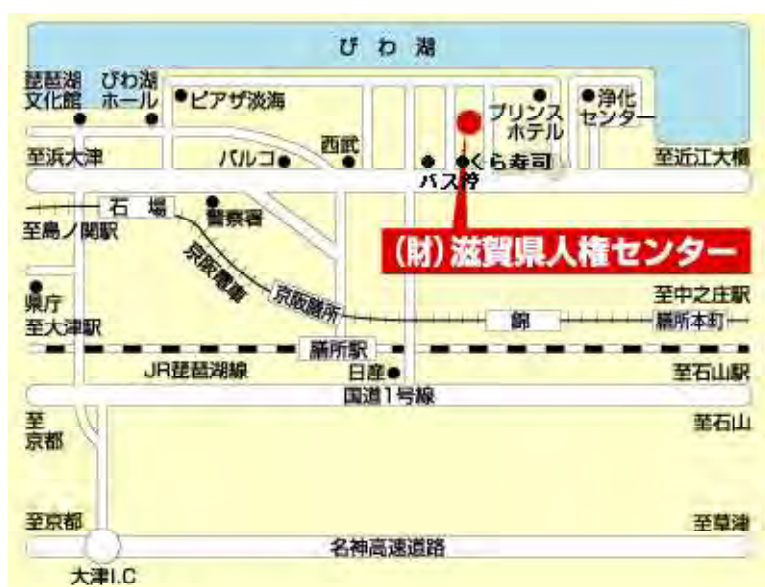 びわ湖
琵琶湖
文化館
びわ湖
ホール
ピアザ淡海
プリンス
ホテル
浄化
センター
至浜大津
パルコ
西武
バス停
くら寿司
至近江大橋
石場
警察署
至島ノ関駅
(財)滋賀県人権センター
京阪電車
京阪膳所
県庁
至大津駅
至中之庄駅
錦
膳所本町
膳所駅
JR琵琶湖線
日産
至石山駅
国道1号線
至
京都
至石山
至京都
至草津
名神高速道路
大津I.C